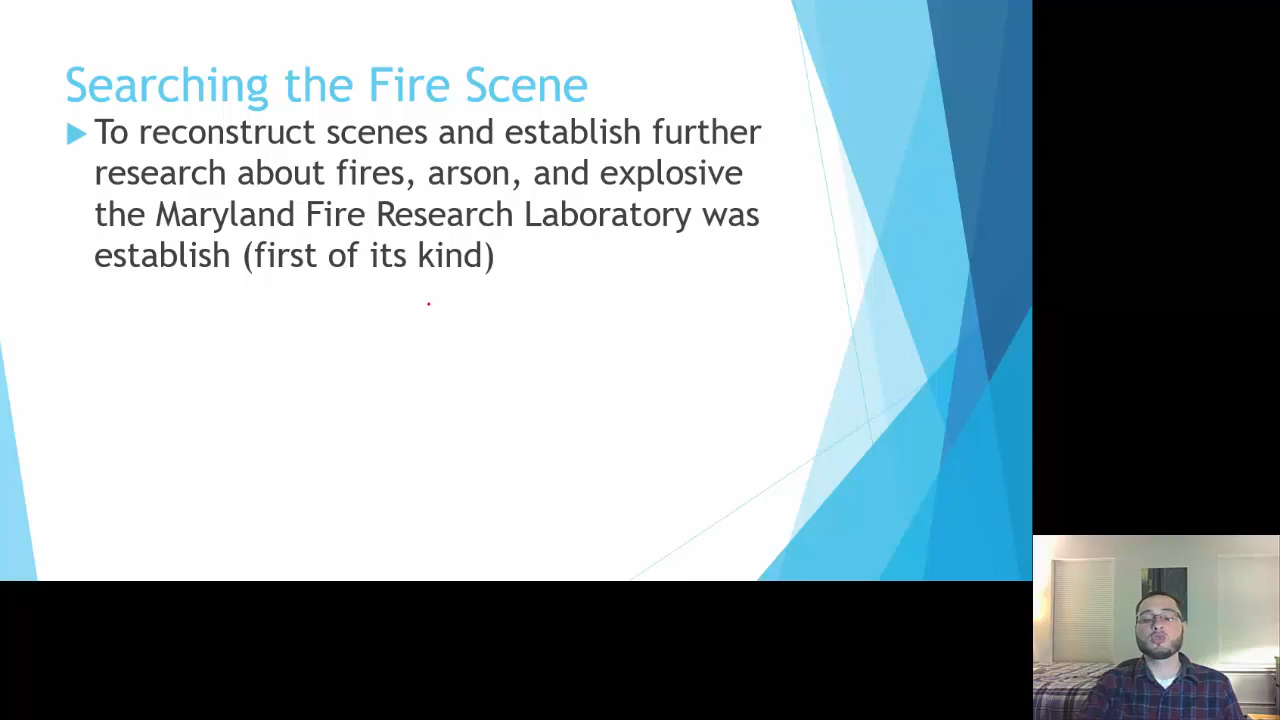 Searching the Fire Scene
To reconstruct scenes and establish further
research about fires, arson, and explosive
the Maryland Fire Research Laboratory was
establish (first of its kind)